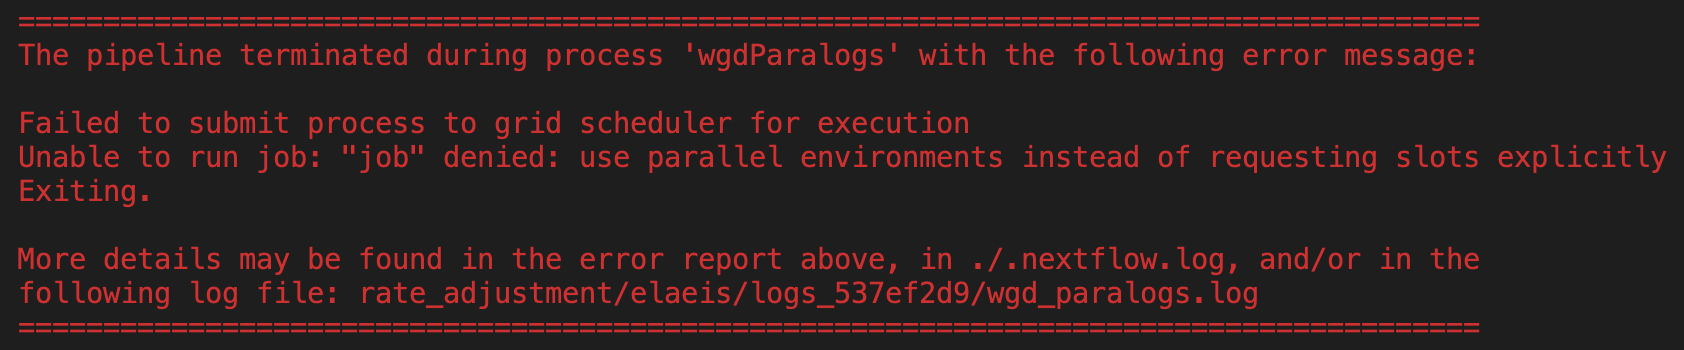 ======================================================================================
The pipeline terminated during process 'wgdParalogs' with the following error message:
Failed to submit process to grid scheduler for execution
Unable to run job: "job" denied: use parallel environments instead of requesting slots explicitly
Exiting.
More details may be found in the error report above, in ./.nextflow.log, and/or in the
following log file: rate_adjustment/elaeis/logs_537ef2d9/wgd_paralogs.log
======================================================================================